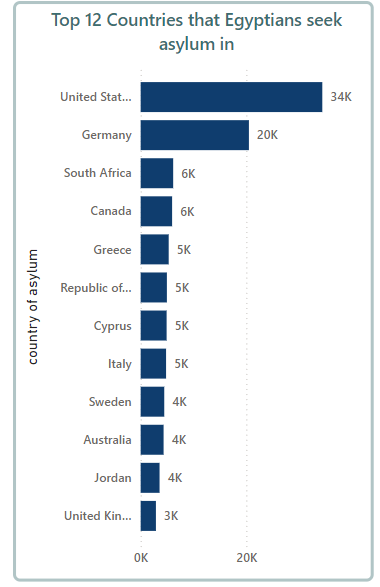 Top 12 Countries that Egyptians seek
asylum in
country of asylum
United Stat... 34K
Germany 20K
South Africa 6K
Canada 6K
Greece 5K
Republic of... 5K
Cyprus 5K
Italy 5K
Sweden 4K
Australia 4K
Jordan 4K
United Kin... 3K
0K 20K